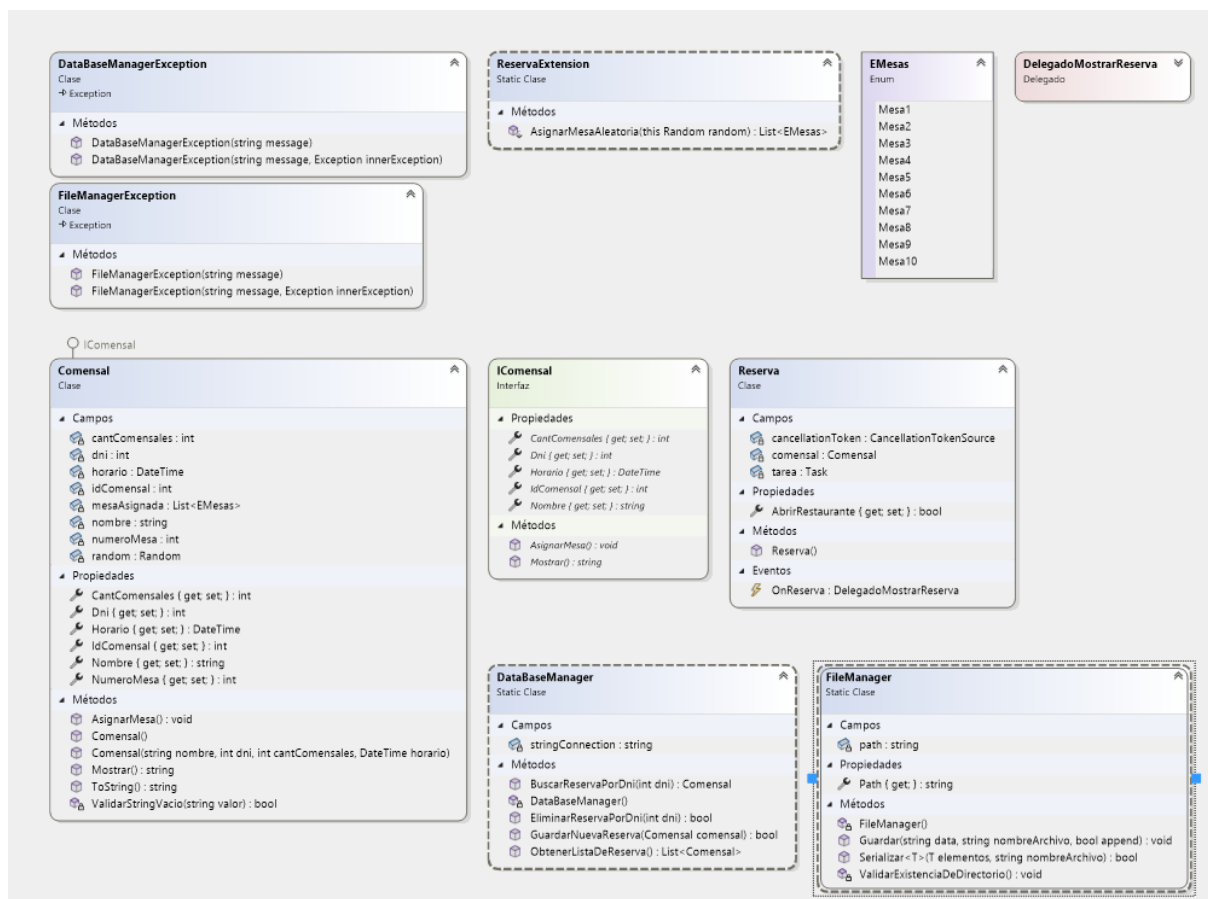 DataBaseManagerException
Clase
Exception
Métodos
DataBaseManagerException(string message)
DataBaseManagerException(string message, Exception innerException)
ReservaExtension
Static Clase
Métodos
AsignarMesaAleatoria(this Random random) : List<EMesas>
EMesas
Enum
Mesa1
Mesa2
Mesa3
Mesa4
Mesa5
Mesa6
Mesa7
Mesa8
Mesa9
Mesa10
DelegadoMostrarReserva
Delegado
FileManagerException
Clase
Exception
Métodos
FileManagerException(string message)
FileManagerException(string message, Exception innerException)
IComensal
Comensal
Clase
Campos
cantComensales : int
dni : int
horario : DateTime
idComensal : int
mesaAsignada : List<EMesas>
nombre : string
numeroMesa : int
random : Random
Propiedades
CantComensales { get; set; } : int
Dni { get; set; } : int
Horario { get; set; } : DateTime
IdComensal { get; set; } : int
Nombre { get; set; } : string
NumeroMesa { get; set; } : int
Métodos
AsignarMesa() : void
Comensal()
Comensal(string nombre, int dni, int cantComensales, DateTime horario)
Mostrar() : string
ToString() : string
ValidarStringVacio(string valor) : bool
IComensal
Interfaz
Propiedades
CantComensales { get; set; } : int
Dni { get; set; } : int
Horario { get; set; } : DateTime
IdComensal { get; set; } : int
Nombre { get; set; } : string
Métodos
AsignarMesa() : void
Mostrar() : string
Reserva
Clase
Campos
cancellationToken : CancellationTokenSource
comensal : Comensal
tarea : Task
Propiedades
AbrirRestaurante { get; set; } : bool
Métodos
Reserva()
Eventos
OnReserva : DelegadoMostrarReserva
DataBaseManager
Static Clase
Campos
stringConnection : string
Métodos
BuscarReservaPorDni(int dni) : Comensal
DataBaseManager()
EliminarReservaPorDni(int dni) : bool
GuardarNuevaReserva(Comensal comensal) : bool
ObtenerListaDeReserva() : List<Comensal>
FileManager
Static Clase
Campos
path : string
Propiedades
Path { get; } : string
Métodos
FileManager()
Guardar(string data, string nombreArchivo, bool append) : void
Serializar<T>(T elementos, string nombreArchivo) : bool
ValidarExistenciaDeDirectorio() : void